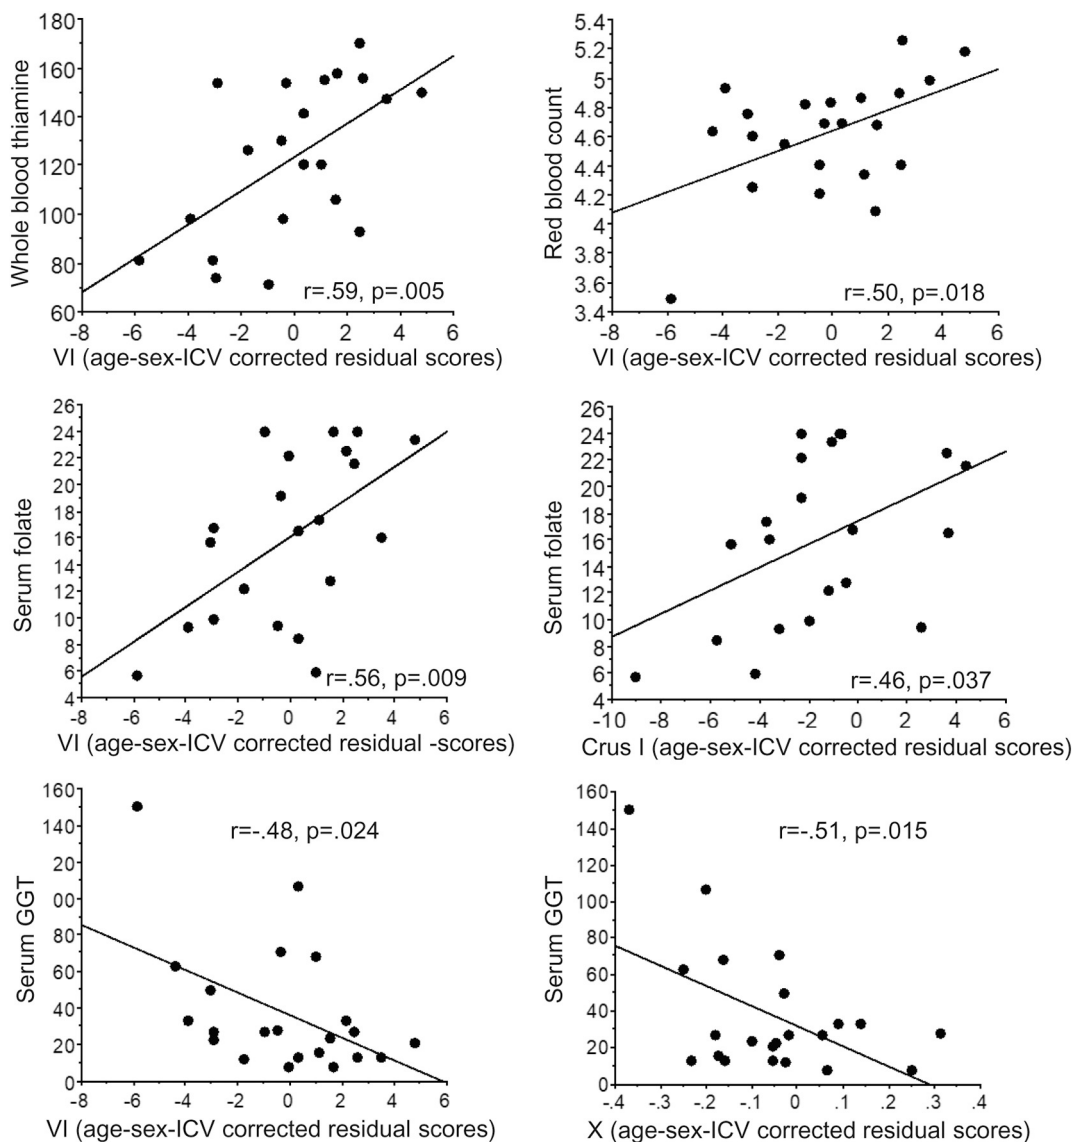 180
160
140
120
100
80
60
Whole blood thiamine
r=.59, p=.005
-8 -6 -4 -2 0 2 4 6
VI (age-sex-ICV corrected residual scores)
5.4
5.2
5
4.8
4.6
4.4
4.2
4
3.8
3.6
3.4
Red blood count
r=.50, p=.018
-8 -6 -4 -2 0 2 4 6
VI (age-sex-ICV corrected residual scores)
26
24
22
20
18
16
14
12
10
8
6
4
Serum folate
r=.56, p=.009
-8 -6 -4 -2 0 2 4 6
VI (age-sex-ICV corrected residual -scores)
26
24
22
20
18
16
14
12
10
8
6
4
Serum folate
r=.46, p=.037
-10 -8 -6 -4 -2 0 2 4 6
Crus I (age-sex-ICV corrected residual scores)
160
140
20
00
80
60
40
20
0
Serum GGT
r=-.48, p=.024
-8 -6 -4 -2 0 2 4 6
VI (age-sex-ICV corrected residual scores)
160
140
120
100
80
60
40
20
0
Serum GGT
r=-.51, p=.015
-.4 -.3 -.2 -.1 0 .1 .2 .3 .4
X (age-sex-ICV corrected residual scores)